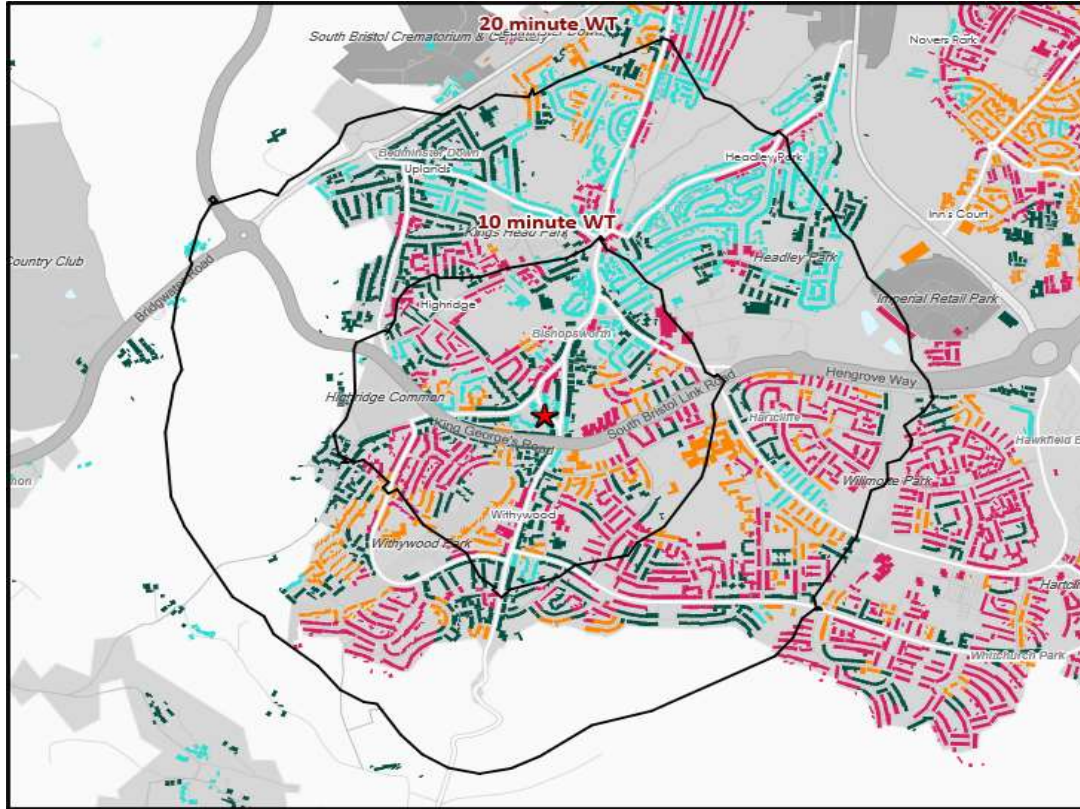 20 minute WT
South Bristol Crematorium & Cemetery
Novers Park
Bedminster Down
Uplands
Headley Park
Inn's Court
10 minute WT
Kings Head Park
Headley Park
Country Club
Bridgwater Road
Imperial Retail Park
Highridge
Bishopsworth
Hengrove Way
Highridge Common
South Bristol Link Road
Hartcliffe
King George's Road
Willmott Park
Withywood
Withywood Park
Whitchurch Park